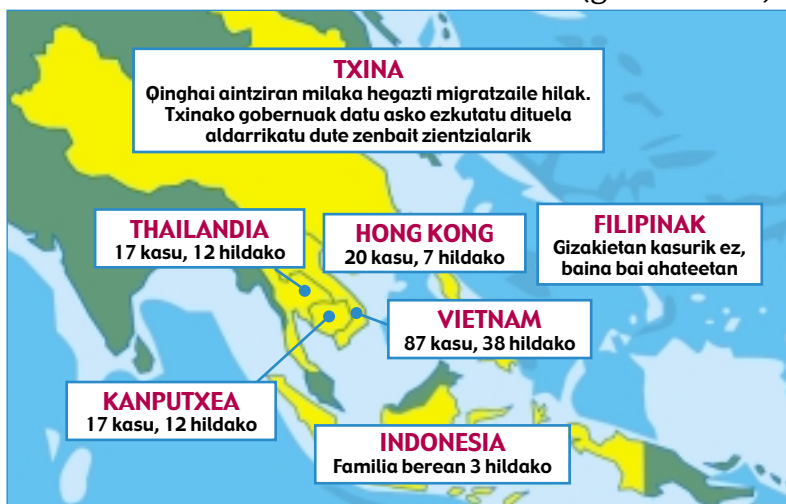 TXINA
Qinghai aintziran milaka hegazti migratzaile hilak.
Txinako gobernuak datu asko ezkutatu dituela
aldarrikatu dute zenbait zientzialarik
THAILANDIA
17 kasu, 12 hildako
HONG KONG
20 kasu, 7 hildako
FILIPINAK
Gizakietan kasurik ez,
baina bai ahateetan
VIETNAM
87 kasu, 38 hildako
KANPUTXEA
17 kasu, 12 hildako
INDONESIA
Familia berean 3 hildako